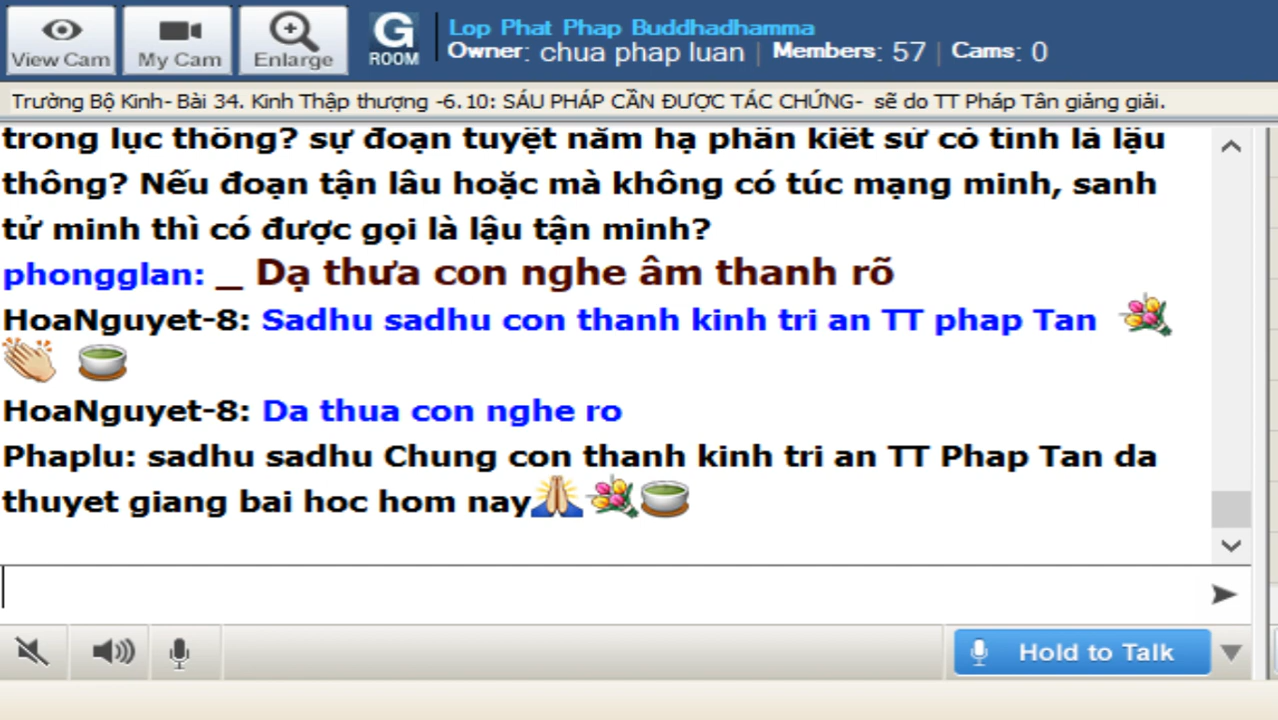 Lop Phat Phap Buddhadhamma
View Cam My Cam Enlarge G ROOM Owner: chua phap luan | Members: 57 | Cams: 0
Trường Bộ Kinh- Bài 34. Kinh Thập thượng -6.10: SÁU PHÁP CẦN ĐƯỢC TÁC CHỨNG- sẽ do TT Pháp Tân giảng giải.
trong lục thông? sự đoạn tuyệt năm hạ phần kiết sử có tính là lậu
thông? Nếu đoạn tận lâu hoặc mà không có túc mạng minh, sanh
tử minh thì có được gọi là lậu tận minh?
phongglan: _ Dạ thưa con nghe âm thanh rõ
HoaNguyet-8: Sadhu sadhu con thanh kinh tri an TT phap Tan
HoaNguyet-8: Da thua con nghe ro
Phaplu: sadhu sadhu Chung con thanh kinh tri an TT Phap Tan da
thuyet giang bai hoc hom nay
Hold to Talk